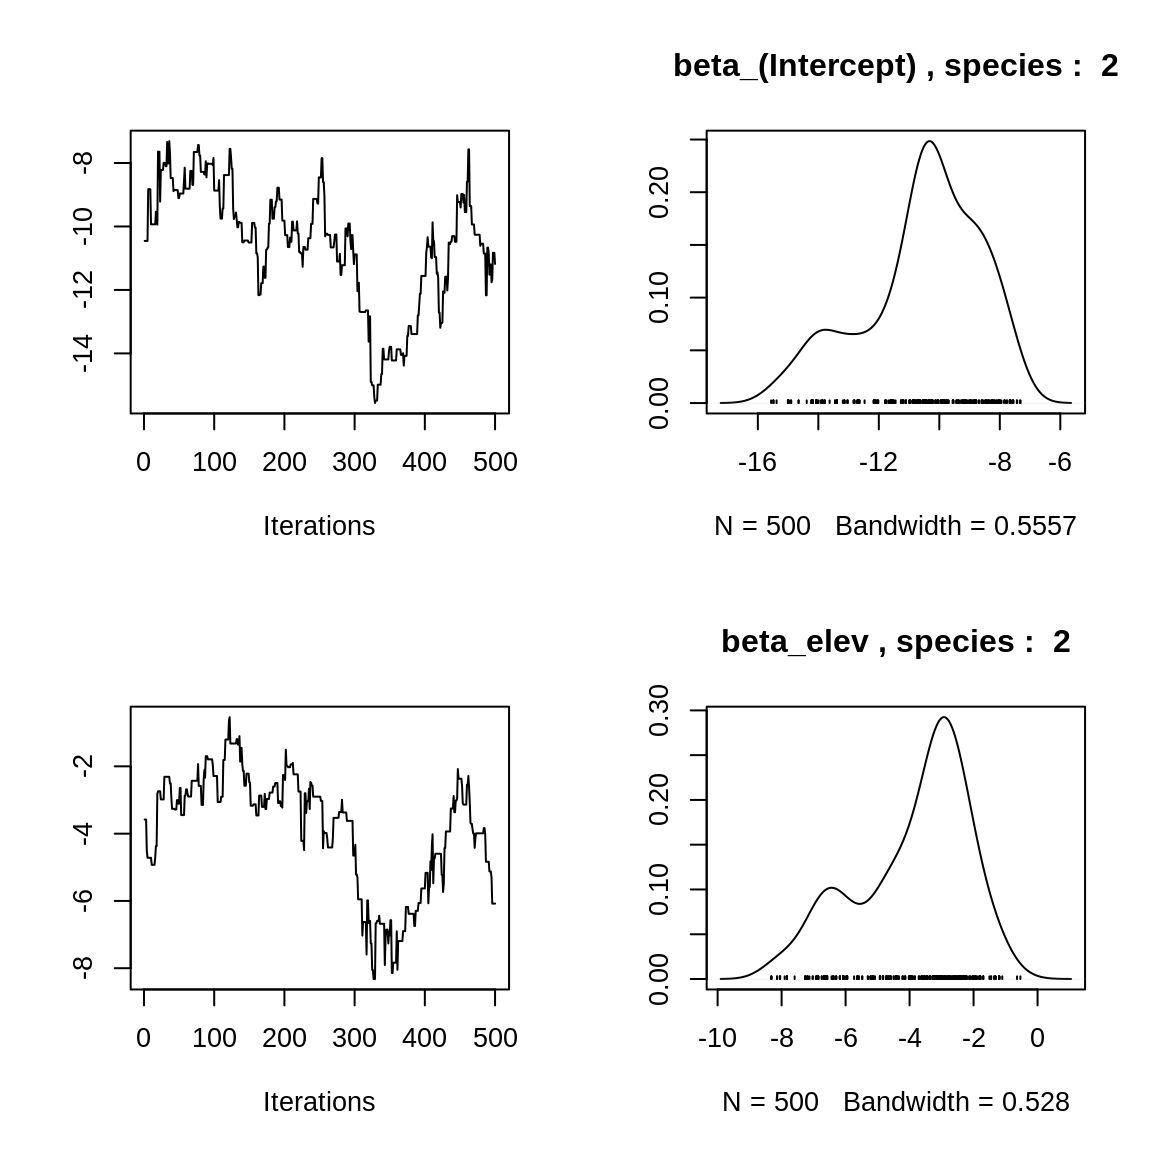 beta_(Intercept) , species :  2
-8
-10
-12
-14
0 100 200 300 400 500
Iterations
0.20
0.10
0.00
-16 -12 -8 -6
N = 500   Bandwidth = 0.5557
beta_elev , species :  2
-2
-4
-6
-8
0 100 200 300 400 500
Iterations
0.30
0.20
0.10
0.00
-10 -8 -6 -4 -2 0
N = 500   Bandwidth = 0.528